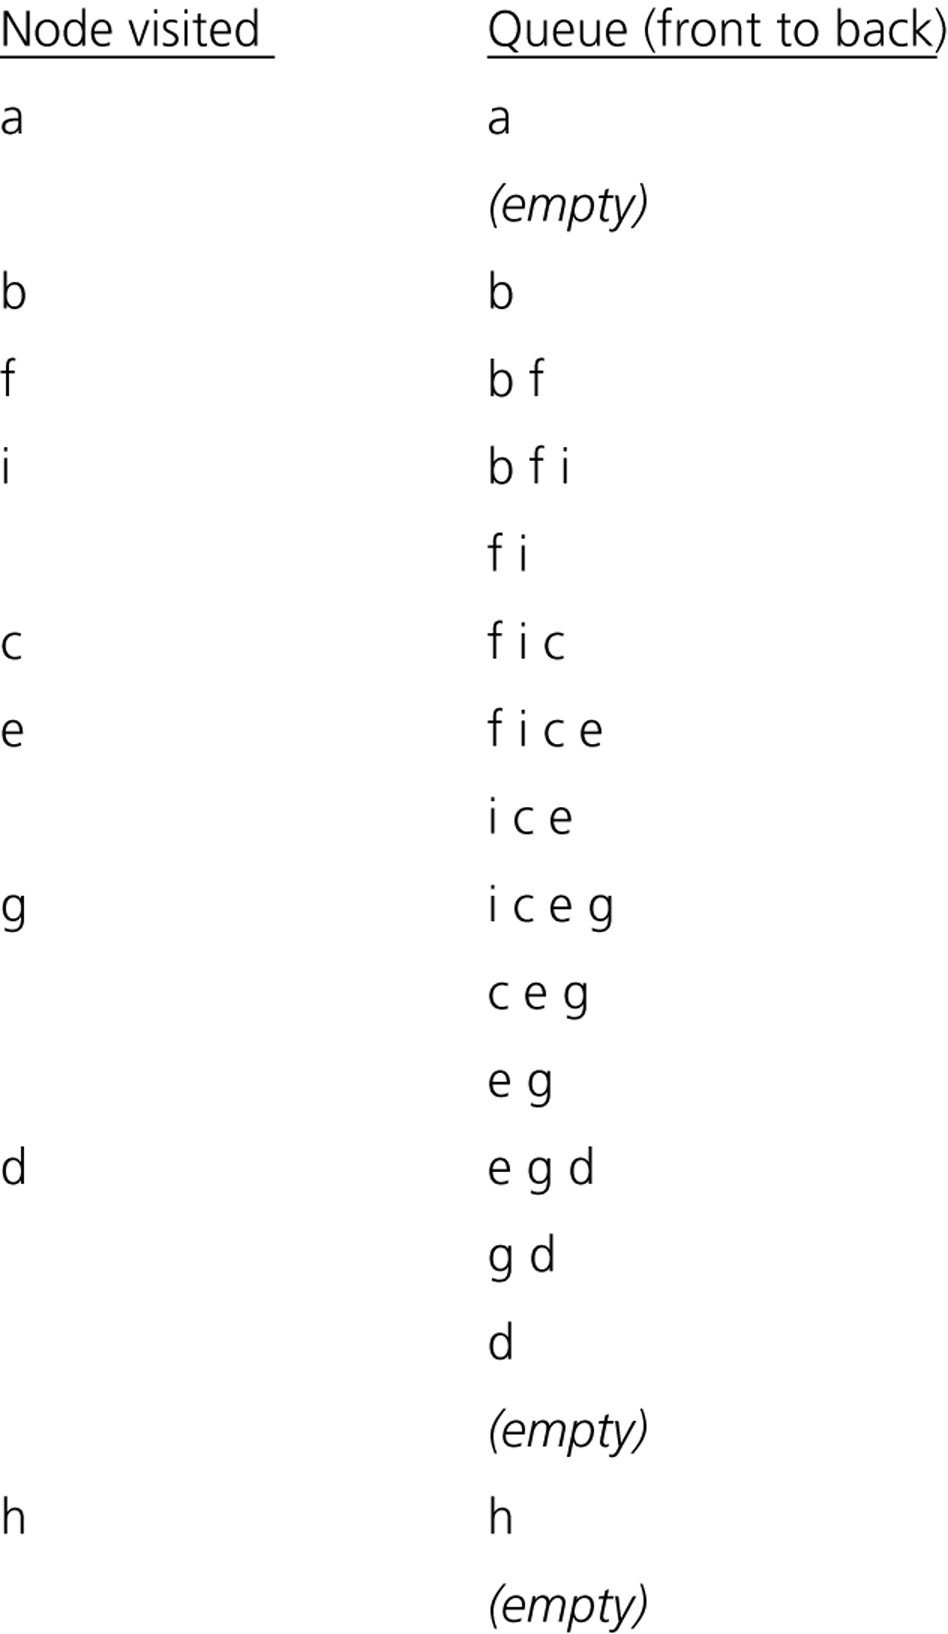 Node visited Queue (front to back)
a a
(empty)
b b
f b f
i b f i
f i
c f i c
e f i c e
i c e
g i c e g
c e g
e g
d e g d
g d
d
(empty)
h h
(empty)